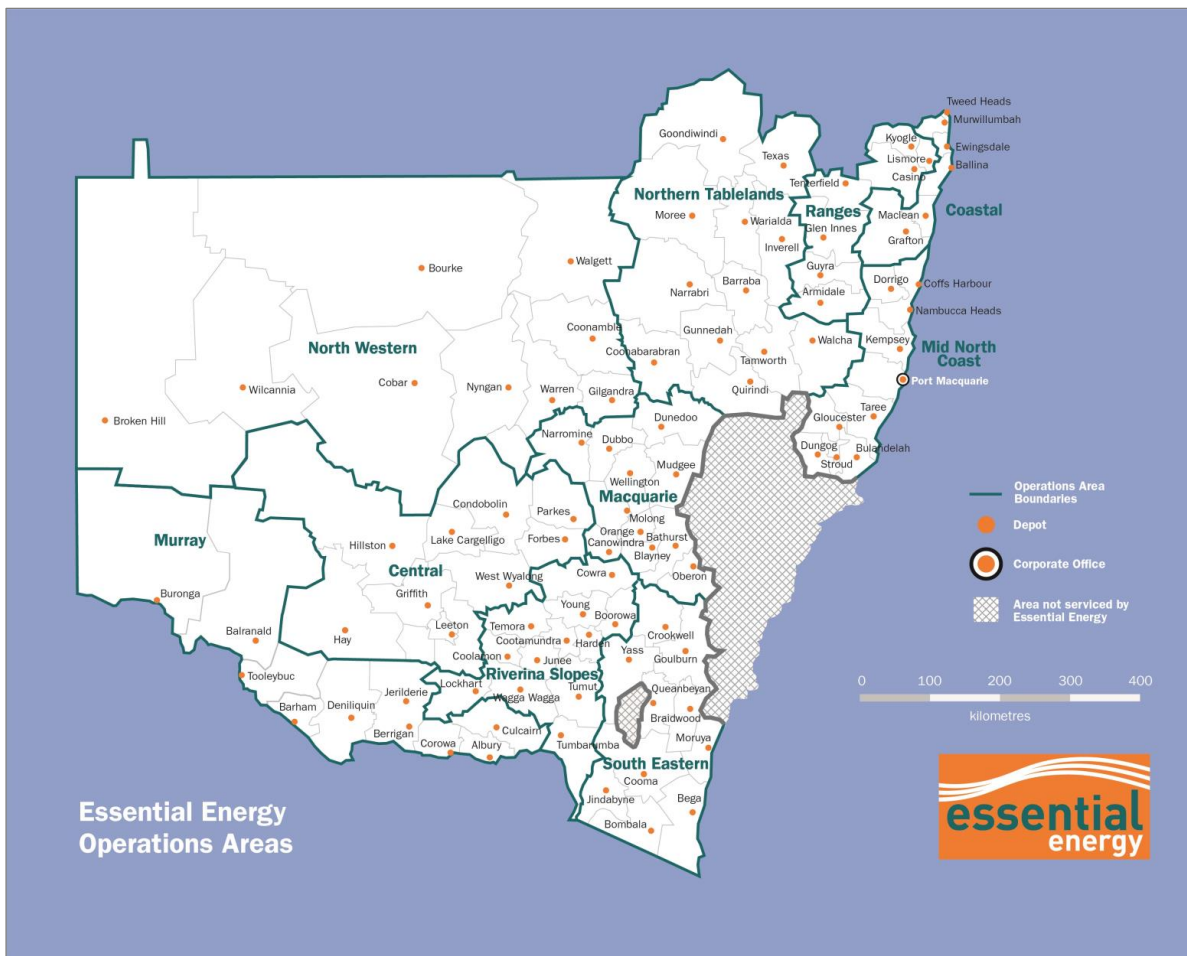 Tweed Heads
Murwillumbah
Goondiwindi
Kyogle
Ewingsdale
Texas
Lismore
Ballina
Casino
Tenterfield
Northern Tablelands
Ranges
Coastal
Moree
Warialda
Maclean
Glen Innes
Grafton
Inverell
Walgett
Bourke
Guyra
Dorrigo
Coffs Harbour
Barraba
Narrabri
Armidale
Nambucca Heads
Coonamble
Gunnedah
Walcha
Kempsey
North Western
Coonabarabran
Mid North
Coast
Tamworth
Cobar
Nyngan
Warren
Gilgandra
Quirindi
Port Macquarie
Wilcannia
Broken Hill
Dunedoo
Gloucester
Taree
Narromine
Dubbo
Dungog
Bulahdelah
Stroud
Mudgee
Wellington
Macquarie
Condobolin
Parkes
Molong
Lake Cargelligo
Forbes
Orange
Canowindra
Bathurst
Blayney
Murray
Hillston
Central
West Wyalong
Cowra
Oberon
Buronga
Griffith
Young
Boorowa
Temora
Crookwell
Balranald
Hay
Leeton
Cootamundra
Harden
Yass
Goulburn
Coolamon
Junee
Tooleybuc
Riverina Slopes
Lockhart
Wagga Wagga
Tumut
Queanbeyan
Barham
Deniliquin
Jerilderie
Braidwood
Berrigan
Culcairn
Moruya
Corowa
Albury
Tumbarumba
South Eastern
Cooma
Jindabyne
Bega
Bombala
Operations Area
Boundaries
Depot
Corporate Office
Area not serviced by
Essential Energy
0 100 200 300 400
kilometres
Essential Energy
Operations Areas
essential
energy